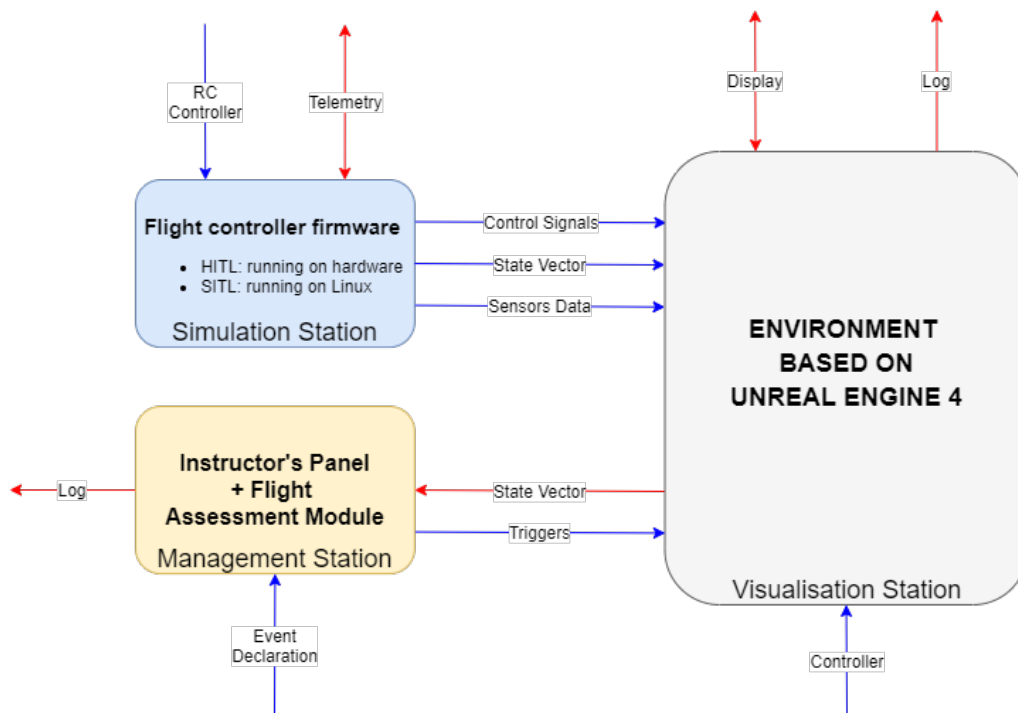 RC
Controller
Telemetry
Display
Log
Flight controller firmware
• HITL: running on hardware
• SITL: running on Linux
Simulation Station
Control Signals
State Vector
Sensors Data
ENVIRONMENT
BASED ON
UNREAL ENGINE 4
Visualisation Station
Log
Instructor's Panel
+ Flight
Assessment Module
Management Station
State Vector
Triggers
Event
Declaration
Controller